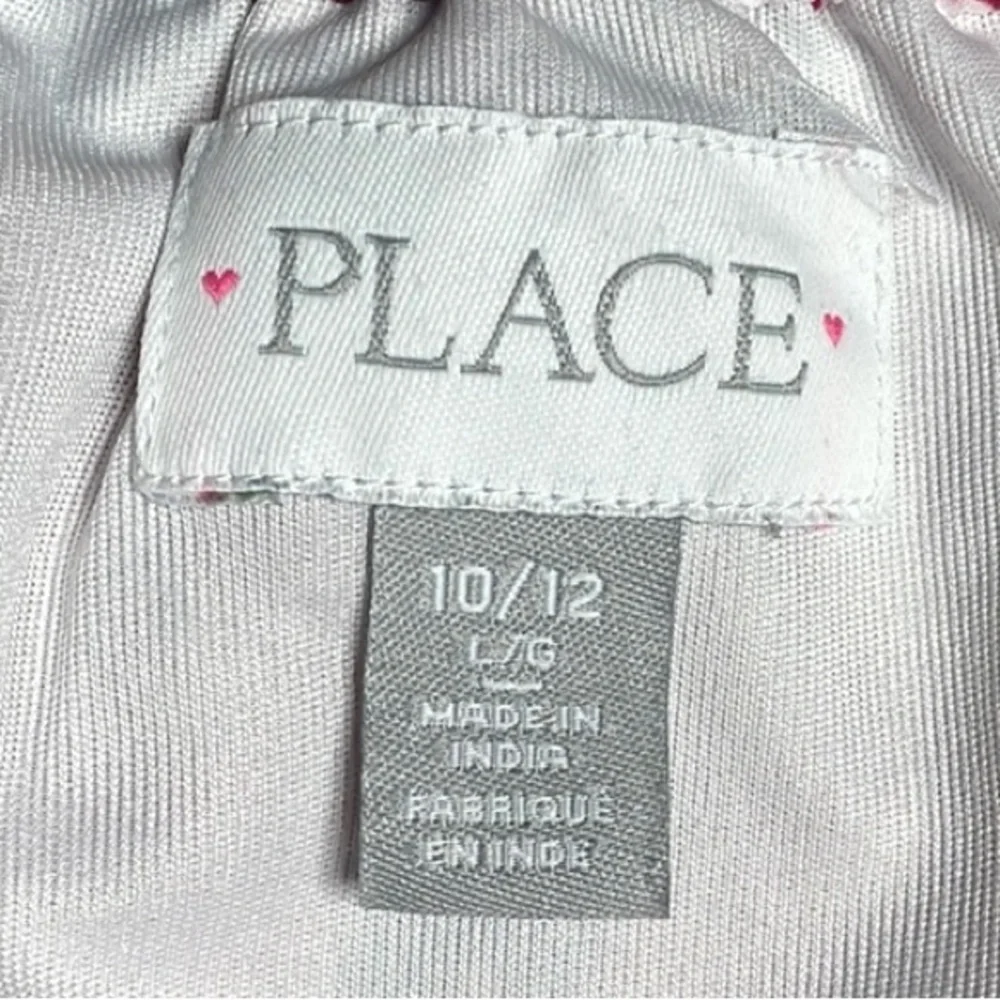 PLACE
10/12
L/G
MADE IN
INDIA
FABRIQUÉ
EN INDE